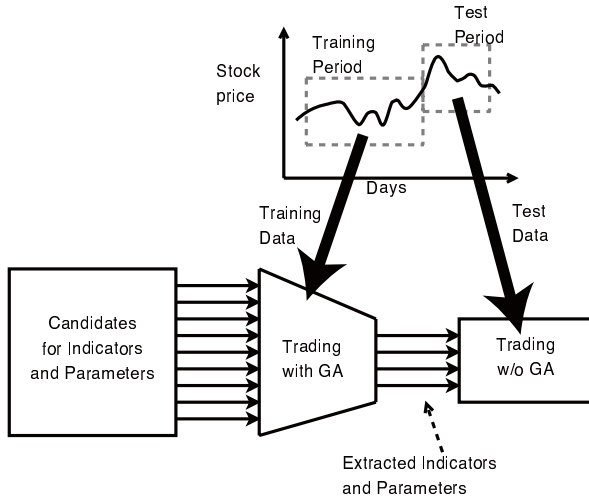 Test
Period
Training
Period
Stock
price
Days
Training
Data
Test
Data
Candidates
for Indicators
and Parameters
Trading
with GA
Trading
w/o GA
Extracted Indicators
and Parameters